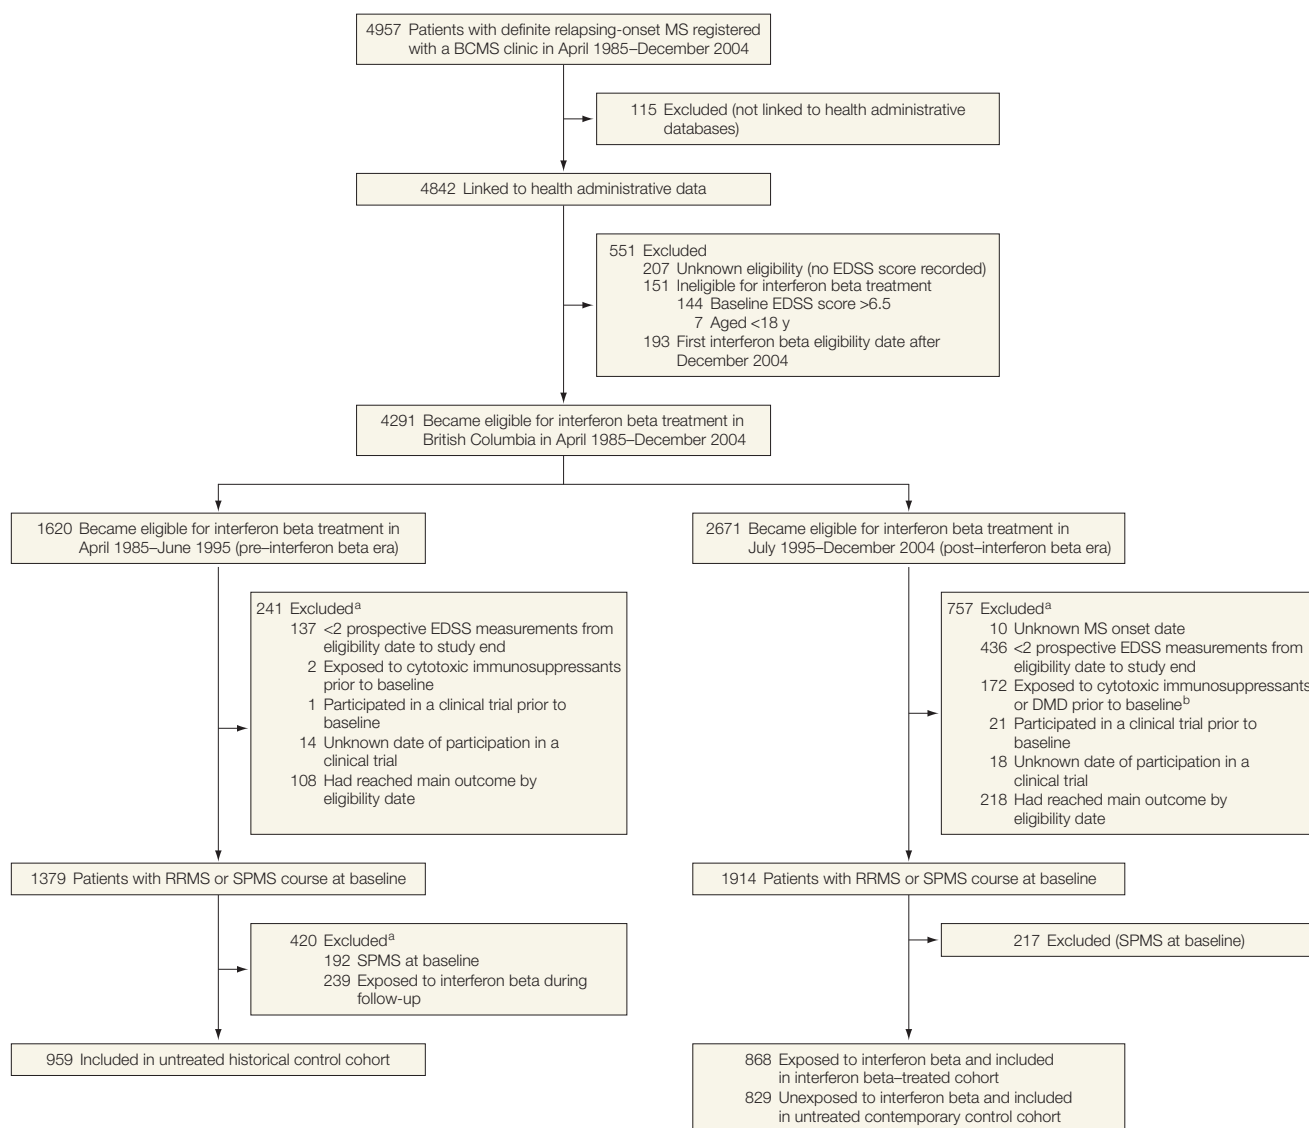 4957 Patients with definite relapsing-onset MS registered
with a BCMS clinic in April 1985–December 2004
115 Excluded (not linked to health administrative
databases)
4842 Linked to health administrative data
551 Excluded
207 Unknown eligibility (no EDSS score recorded)
151 Ineligible for interferon beta treatment
144 Baseline EDSS score >6.5
7 Aged <18 y
193 First interferon beta eligibility date after
December 2004
4291 Became eligible for interferon beta treatment in
British Columbia in April 1985–December 2004
1620 Became eligible for interferon beta treatment in
April 1985–June 1995 (pre–interferon beta era)
2671 Became eligible for interferon beta treatment in
July 1995–December 2004 (post–interferon beta era)
241 Excludedᵃ
137 <2 prospective EDSS measurements from
eligibility date to study end
2 Exposed to cytotoxic immunosuppressants
prior to baseline
1 Participated in a clinical trial prior to
baseline
14 Unknown date of participation in a
clinical trial
108 Had reached main outcome by
eligibility date
757 Excludedᵃ
10 Unknown MS onset date
436 <2 prospective EDSS measurements from
eligibility date to study end
172 Exposed to cytotoxic immunosuppressants
or DMD prior to baselineᵇ
21 Participated in a clinical trial prior to
baseline
18 Unknown date of participation in a
clinical trial
218 Had reached main outcome by
eligibility date
1379 Patients with RRMS or SPMS course at baseline
1914 Patients with RRMS or SPMS course at baseline
420 Excludedᵃ
192 SPMS at baseline
239 Exposed to interferon beta during
follow-up
217 Excluded (SPMS at baseline)
959 Included in untreated historical control cohort
868 Exposed to interferon beta and included
in interferon beta–treated cohort
829 Unexposed to interferon beta and included
in untreated contemporary control cohort